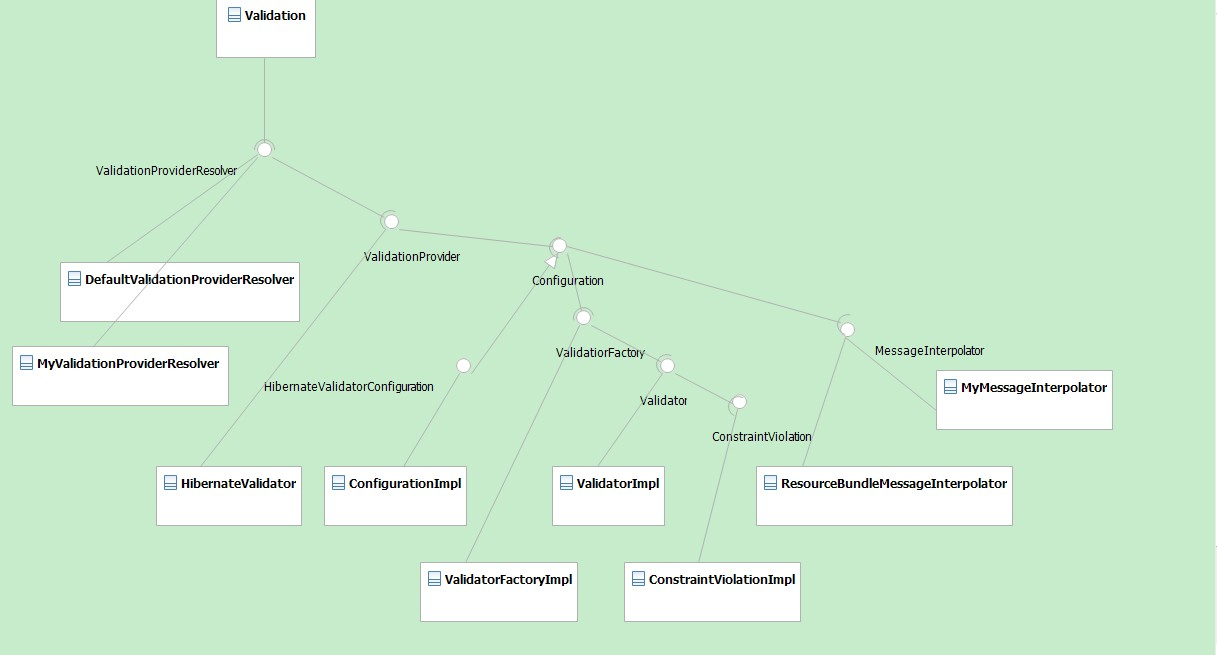 Validation
ValidationProviderResolver
ValidationProvider
DefaultValidationProviderResolver
Configuration
MyValidationProviderResolver
ValidatiorFactory
MessageInterpolator
HibernateValidatorConfiguration
MyMessageInterpolator
Validator
ConstraintViolation
HibernateValidator
ConfigurationImpl
ValidatorImpl
ResourceBundleMessageInterpolator
ValidatorFactoryImpl
ConstraintViolationImpl